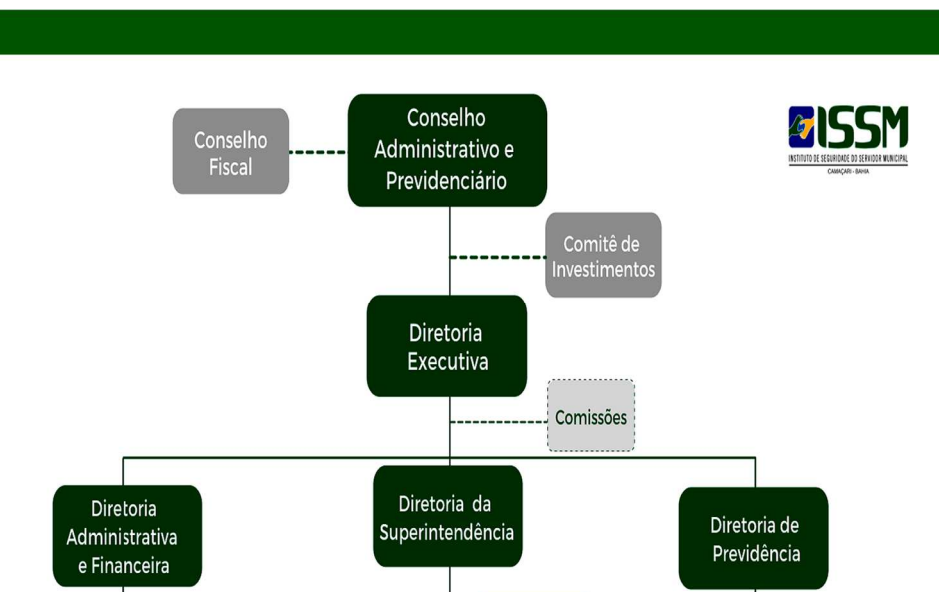 Conselho
Fiscal
Conselho
Administrativo e
Previdenciário
ISSM
INSTITUTO DE SEGURIDADE DO SERVIDOR MUNICIPAL
CAMAÇARI - BAHIA
Comitê de
Investimentos
Diretoria
Executiva
Comissões
Diretoria
Administrativa
e Financeira
Diretoria da
Superintendência
Diretoria de
Previdência